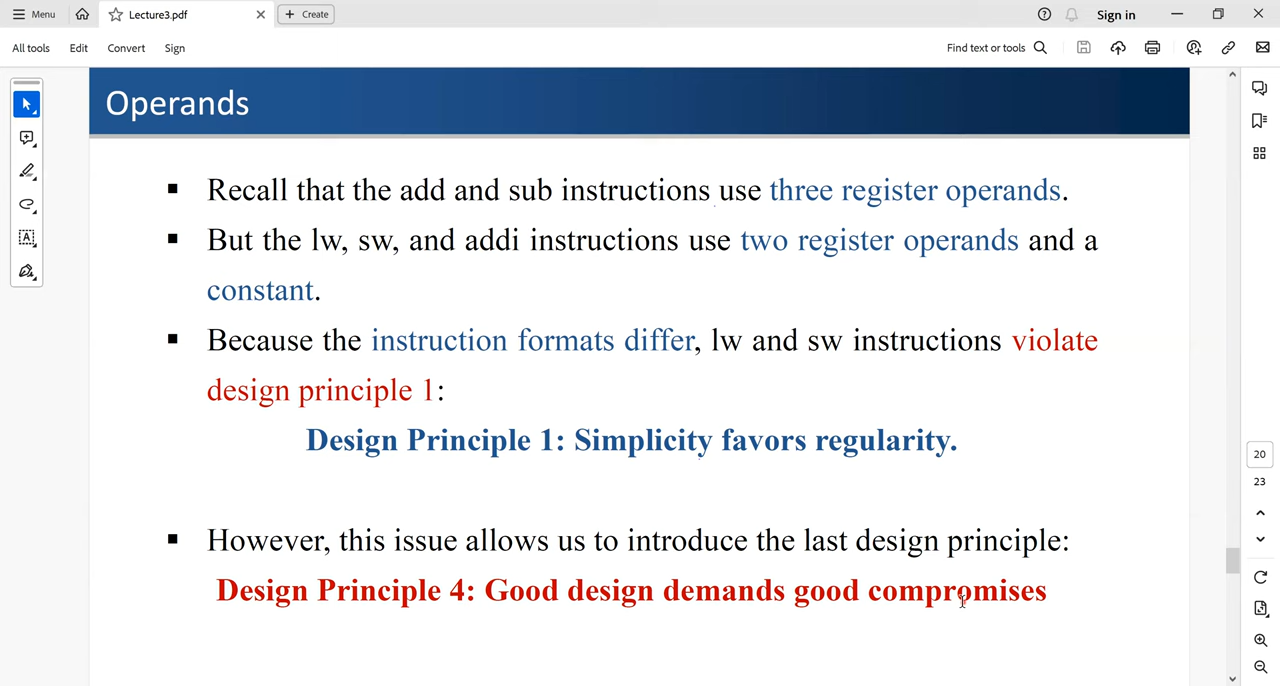 Menu
Lecture3.pdf
Create
Sign in
All tools
Edit
Convert
Sign
Find text or tools
Operands
Recall that the add and sub instructions use three register operands.
But the lw, sw, and addi instructions use two register operands and a
constant.
Because the instruction formats differ, lw and sw instructions violate
design principle 1:
Design Principle 1: Simplicity favors regularity.
However, this issue allows us to introduce the last design principle:
Design Principle 4: Good design demands good compromises
20
23